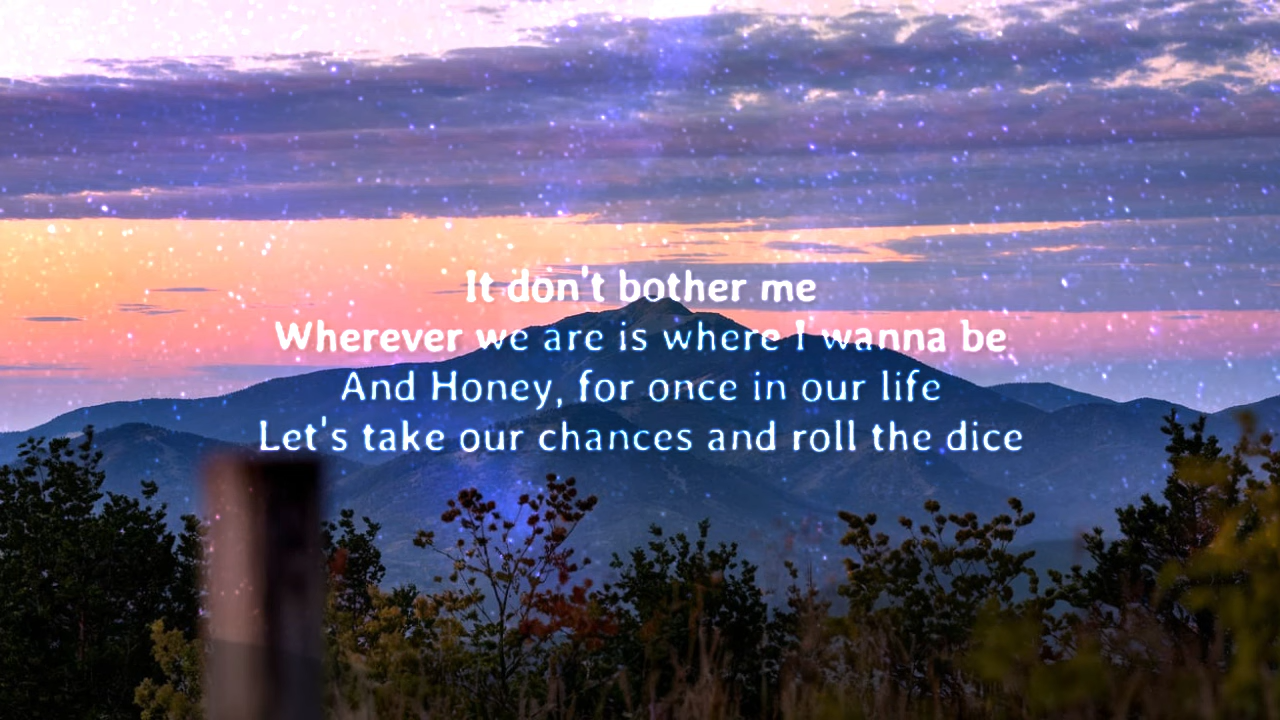 It don't bother me
Wherever we are is where I wanna be
And Honey, for once in our life
Let's take our chances and roll the dice